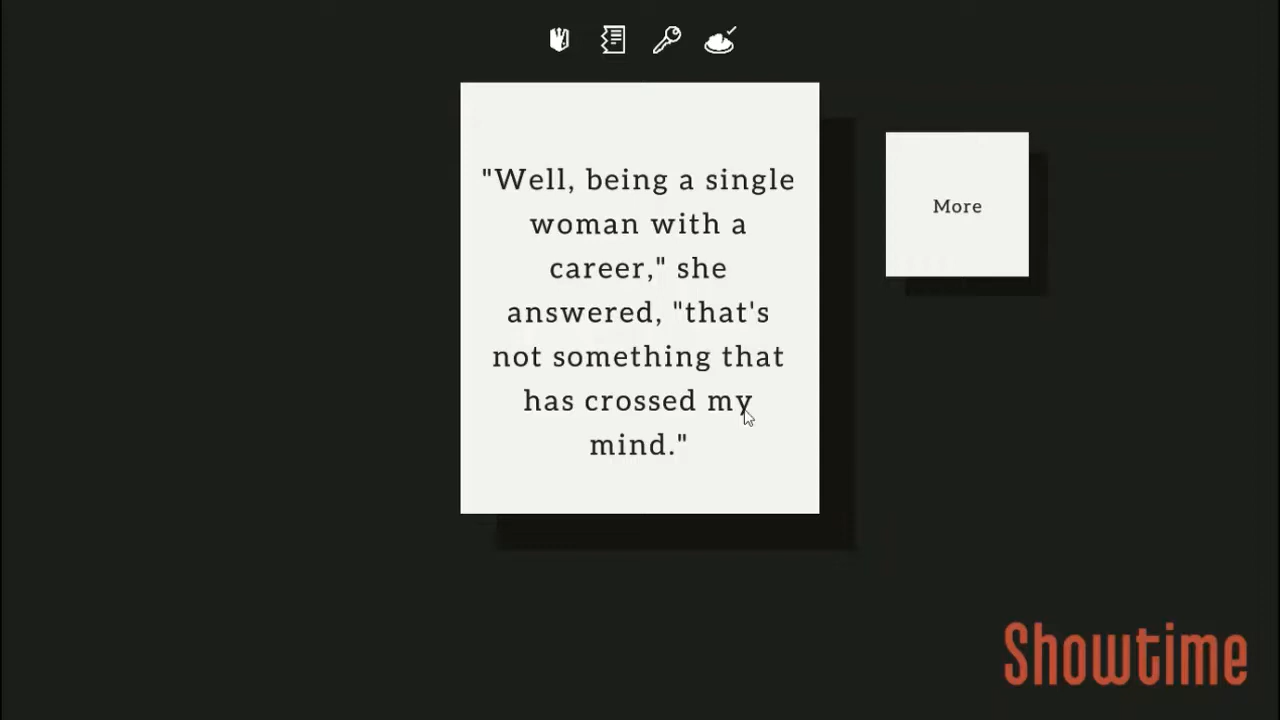 "Well, being a single
woman with a
career," she
answered, "that's
not something that
has crossed my
mind."
More
Showtime